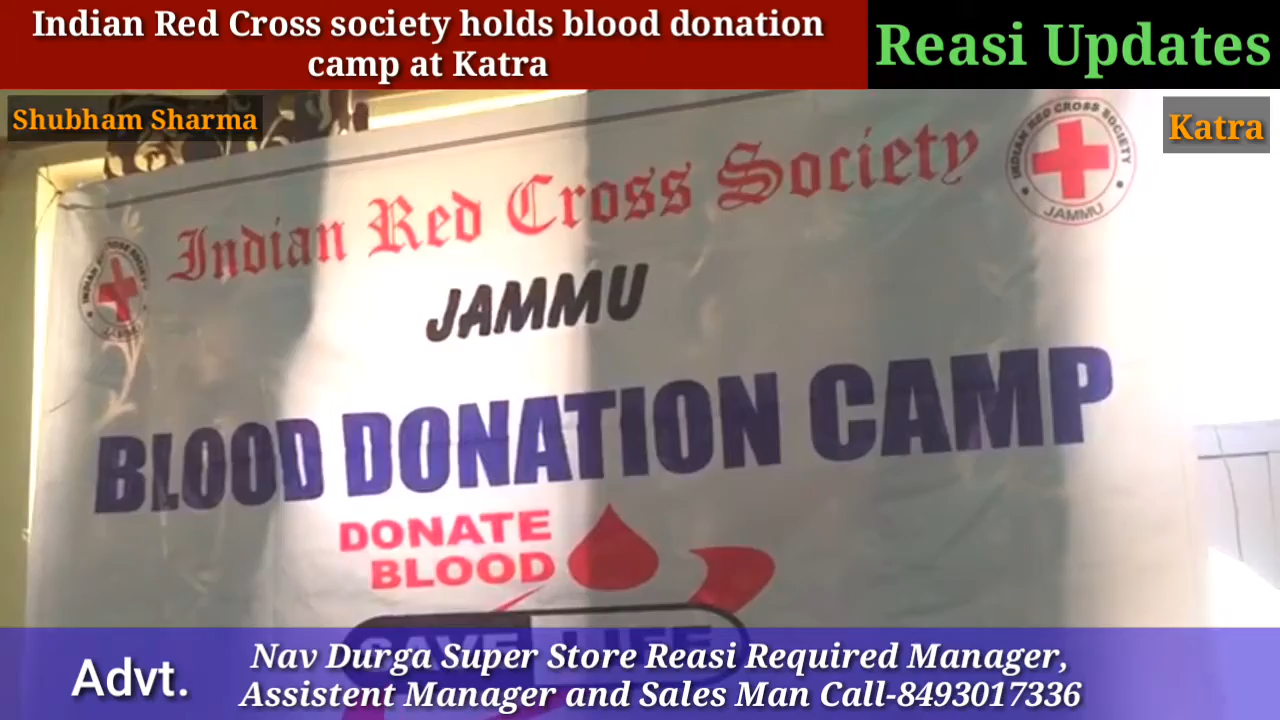 Indian Red Cross society holds blood donation
camp at Katra
Reasi Updates
Shubham Sharma
Katra
Indian Red Cross Society
INDIAN RED CROSS SOCIETY
JAMMU
JAMMU
BLOOD DONATION CAMP
DONATE
BLOOD
SAVE LIFE
Advt.
Nav Durga Super Store Reasi Required Manager,
Assistent Manager and Sales Man Call-8493017336